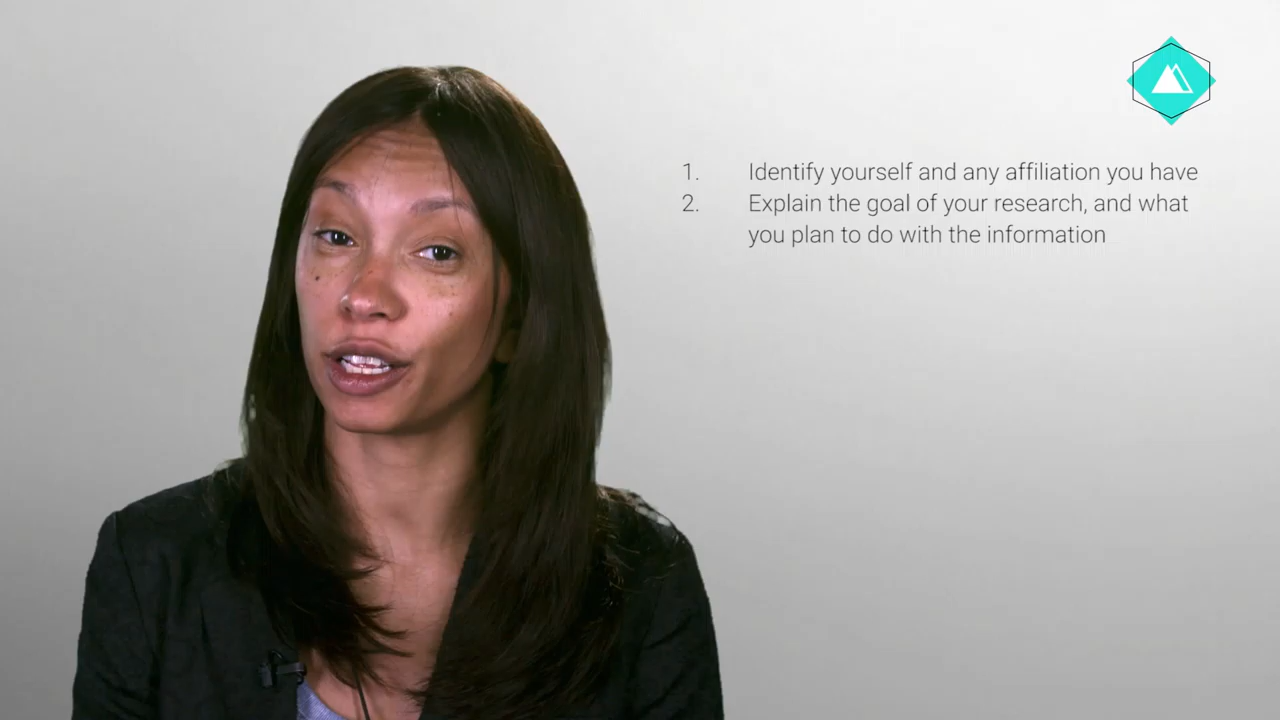 1. Identify yourself and any affiliation you have
2. Explain the goal of your research, and what
you plan to do with the information